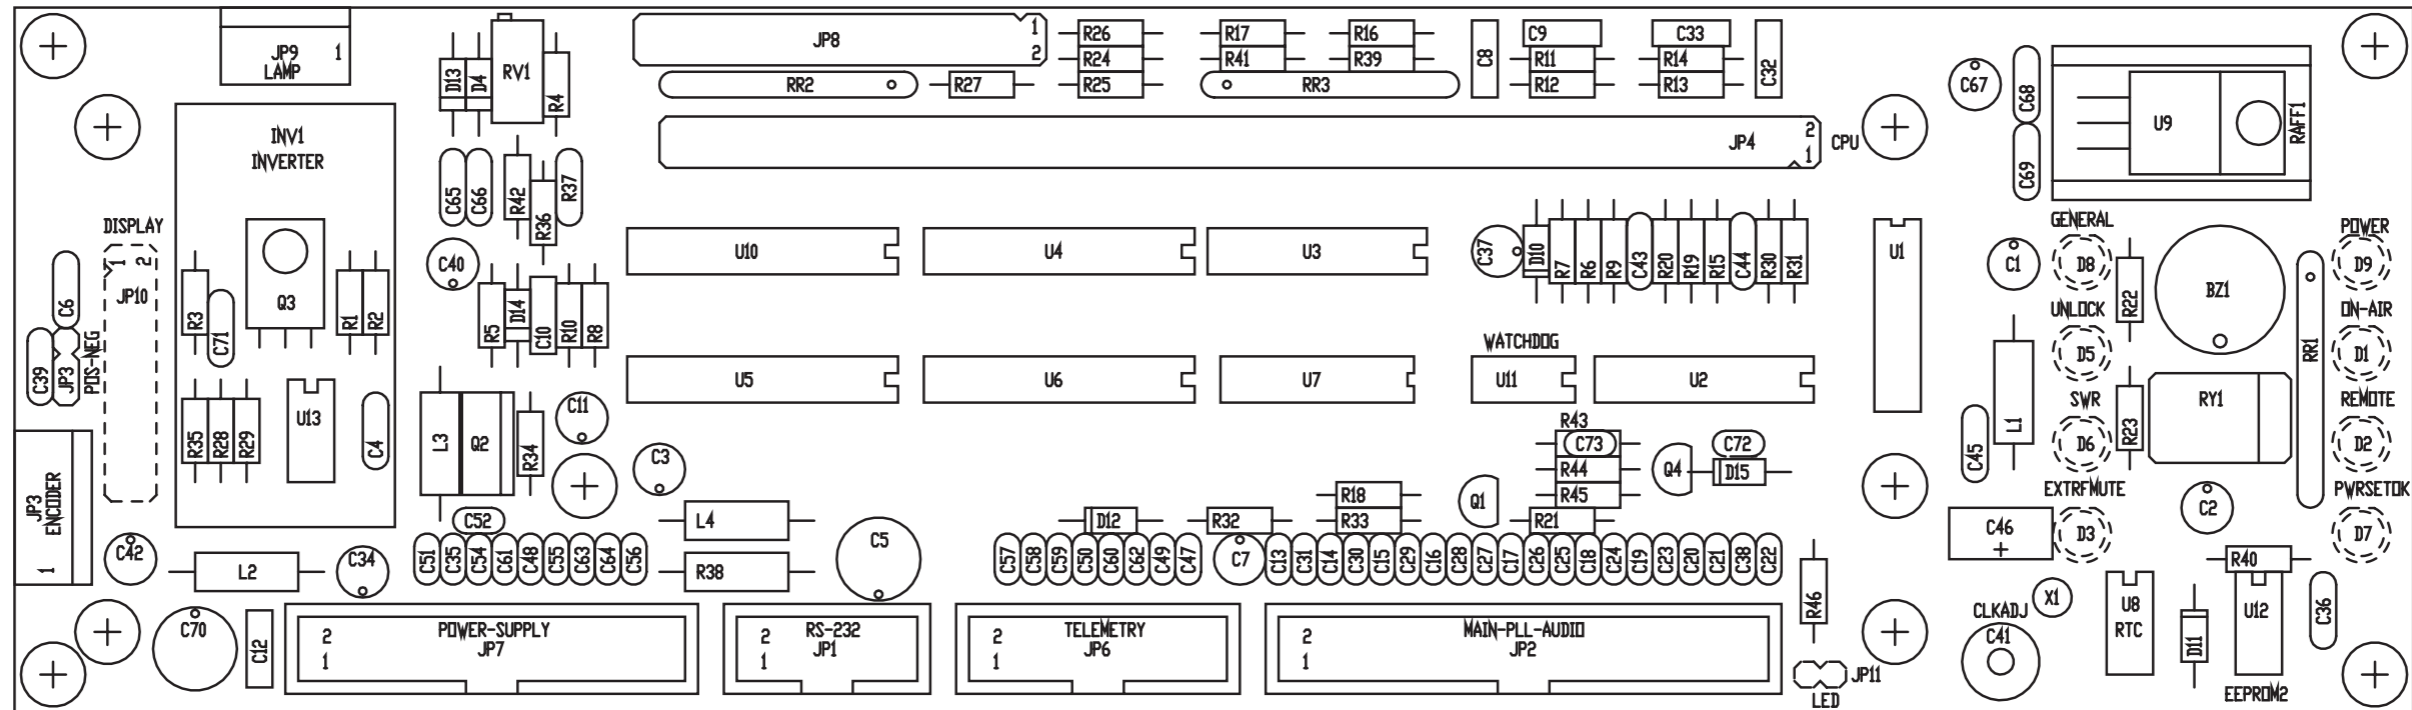 JP9 1
LAMP
D13
D4
RV1
R4
JP8
1
2
RR2
R27
R26
R24
R25
R17
R41
RR3
R16
R39
C8
C9
R11
R12
C33
R14
R13
C32
C67
C68
C69
U9
RAFF1
INV1
INVERTER
JP4
2
1
CPU
C65
C66
R42
R36
R37
DISPLAY
1 2
JP10
C6
C39
JP3
POS-NEG
R3
C71
Q3
R1
R2
C40
R5
D14
C10
R10
R8
U10
U4
U3
C37
D10
R7
R6
R9
C43
R20
R19
R15
C44
R30
R31
U1
C1
GENERAL
D8
R22
BZ1
POWER
D9
UNLOCK
D5
ON-AIR
D1
RR1
L1
WATCHDOG
U5
U6
U7
U11
U2
R35
R28
R29
U13
C4
L3
Q2
R34
C11
C3
R43
C73
R44
R45
Q4
C72
D15
C45
SWR
D6
R23
RY1
REMOTE
D2
JP3
ENCODER
1
C42
L2
C34
C52
C51
C35
C54
C61
C48
C55
C63
C64
C56
L4
R38
C5
D12
C57
C58
C59
C50
C60
C62
C49
C47
R32
C7
R18
R33
Q1
R21
C13
C31
C14
C30
C15
C29
C16
C28
C27
C17
C26
C25
C18
C24
C19
C23
C20
C21
C38
C22
EXTRFMUTE
C46
+
D3
C2
PWRSETOK
D7
R40
C70
C12
2
1
POWER-SUPPLY
JP7
2
1
RS-232
JP1
2
1
TELEMETRY
JP6
2
1
MAIN-PLL-AUDIO
JP2
R46
JP11
LED
CLKADJ
C41
X1
U8
RTC
D11
U12
EEPROM2
C36